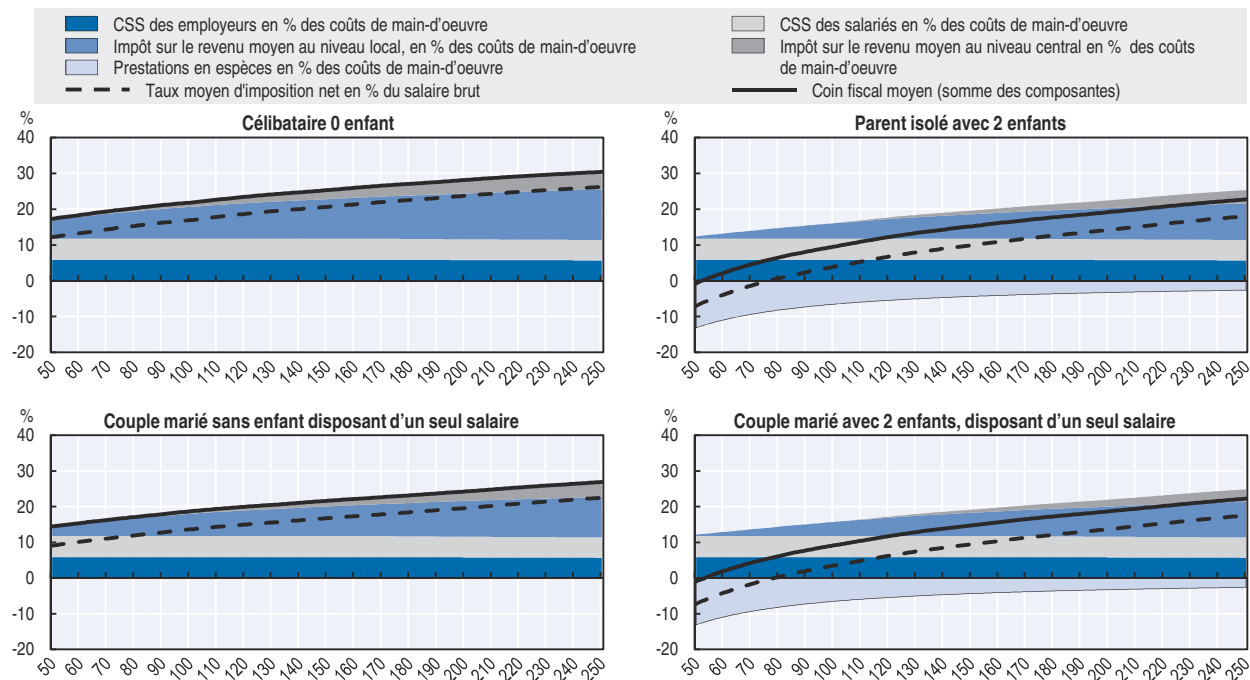 CSS des employeurs en % des coûts de main-d'oeuvre
Impôt sur le revenu moyen au niveau local, en % des coûts de main-d'oeuvre
Prestations en espèces en % des coûts de main-d'oeuvre
Taux moyen d'imposition net en % du salaire brut
CSS des salariés en % des coûts de main-d'oeuvre
Impôt sur le revenu moyen au niveau central en % des coûts
de main-d'oeuvre
Coin fiscal moyen (somme des composantes)
%
Célibataire 0 enfant
40
30
20
10
0
-10
-20
50 60 70 80 90 100 110 120 130 140 150 160 170 180 190 200 210 220 230 240 250
%
Parent isolé avec 2 enfants
40
30
20
10
0
-10
-20
50 60 70 80 90 100 110 120 130 140 150 160 170 180 190 200 210 220 230 240 250
%
Couple marié sans enfant disposant d'un seul salaire
40
30
20
10
0
-10
-20
50 60 70 80 90 100 110 120 130 140 150 160 170 180 190 200 210 220 230 240 250
%
Couple marié avec 2 enfants, disposant d'un seul salaire
40
30
20
10
0
-10
-20
50 60 70 80 90 100 110 120 130 140 150 160 170 180 190 200 210 220 230 240 250